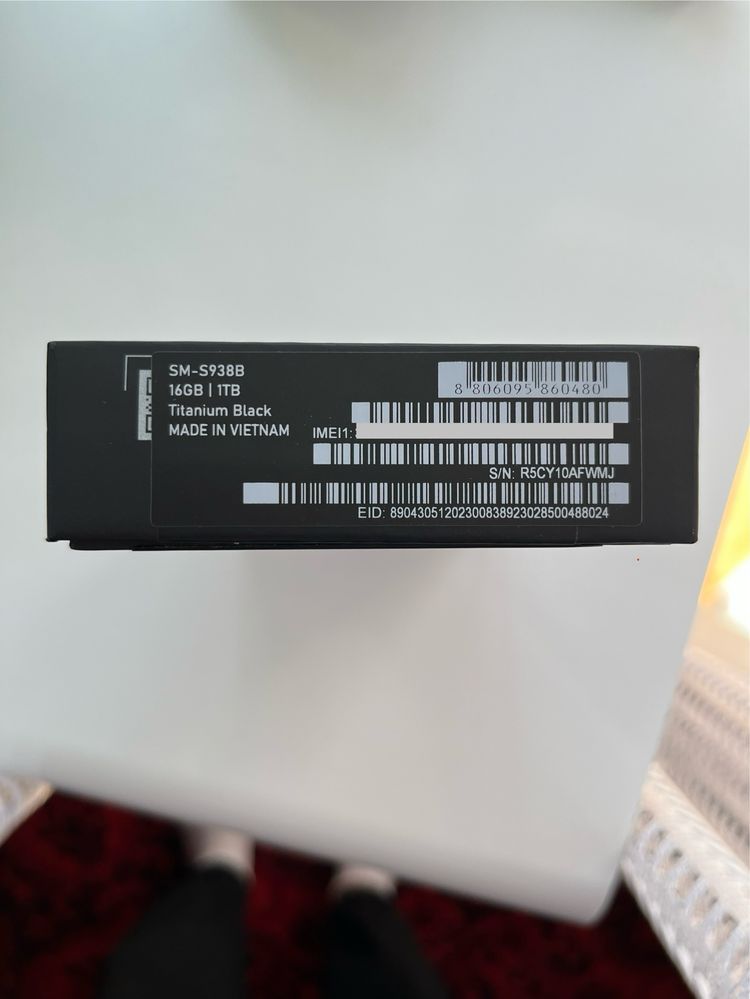 SM-S938B
16GB | 1TB
Titanium Black
MADE IN VIETNAM
8 806095 860480
IMEI1:
S/N: R5CY10AFWMJ
EID: 89043051202300838923028500488024